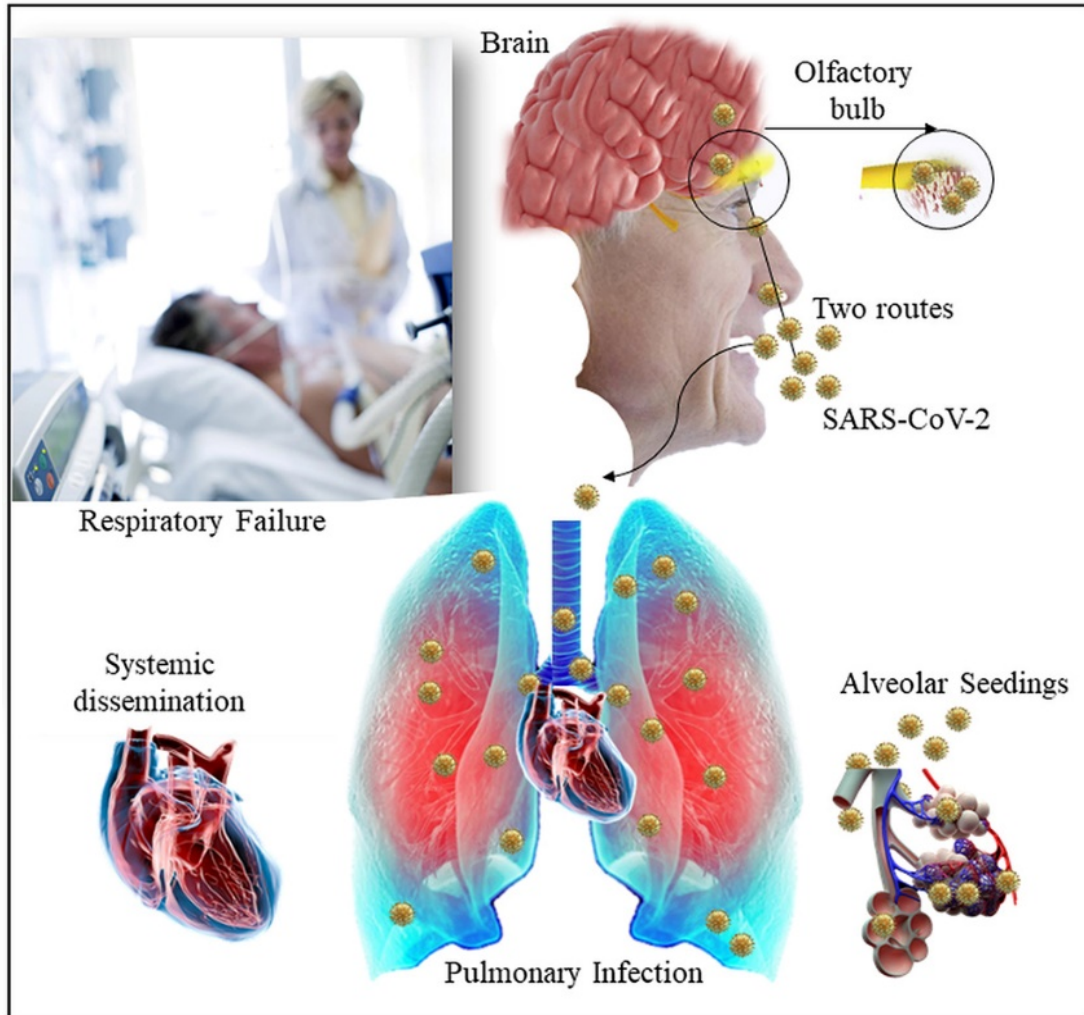 Brain
Olfactory
bulb
Two routes
SARS-CoV-2
Respiratory Failure
Systemic
dissemination
Alveolar Seedings
Pulmonary Infection